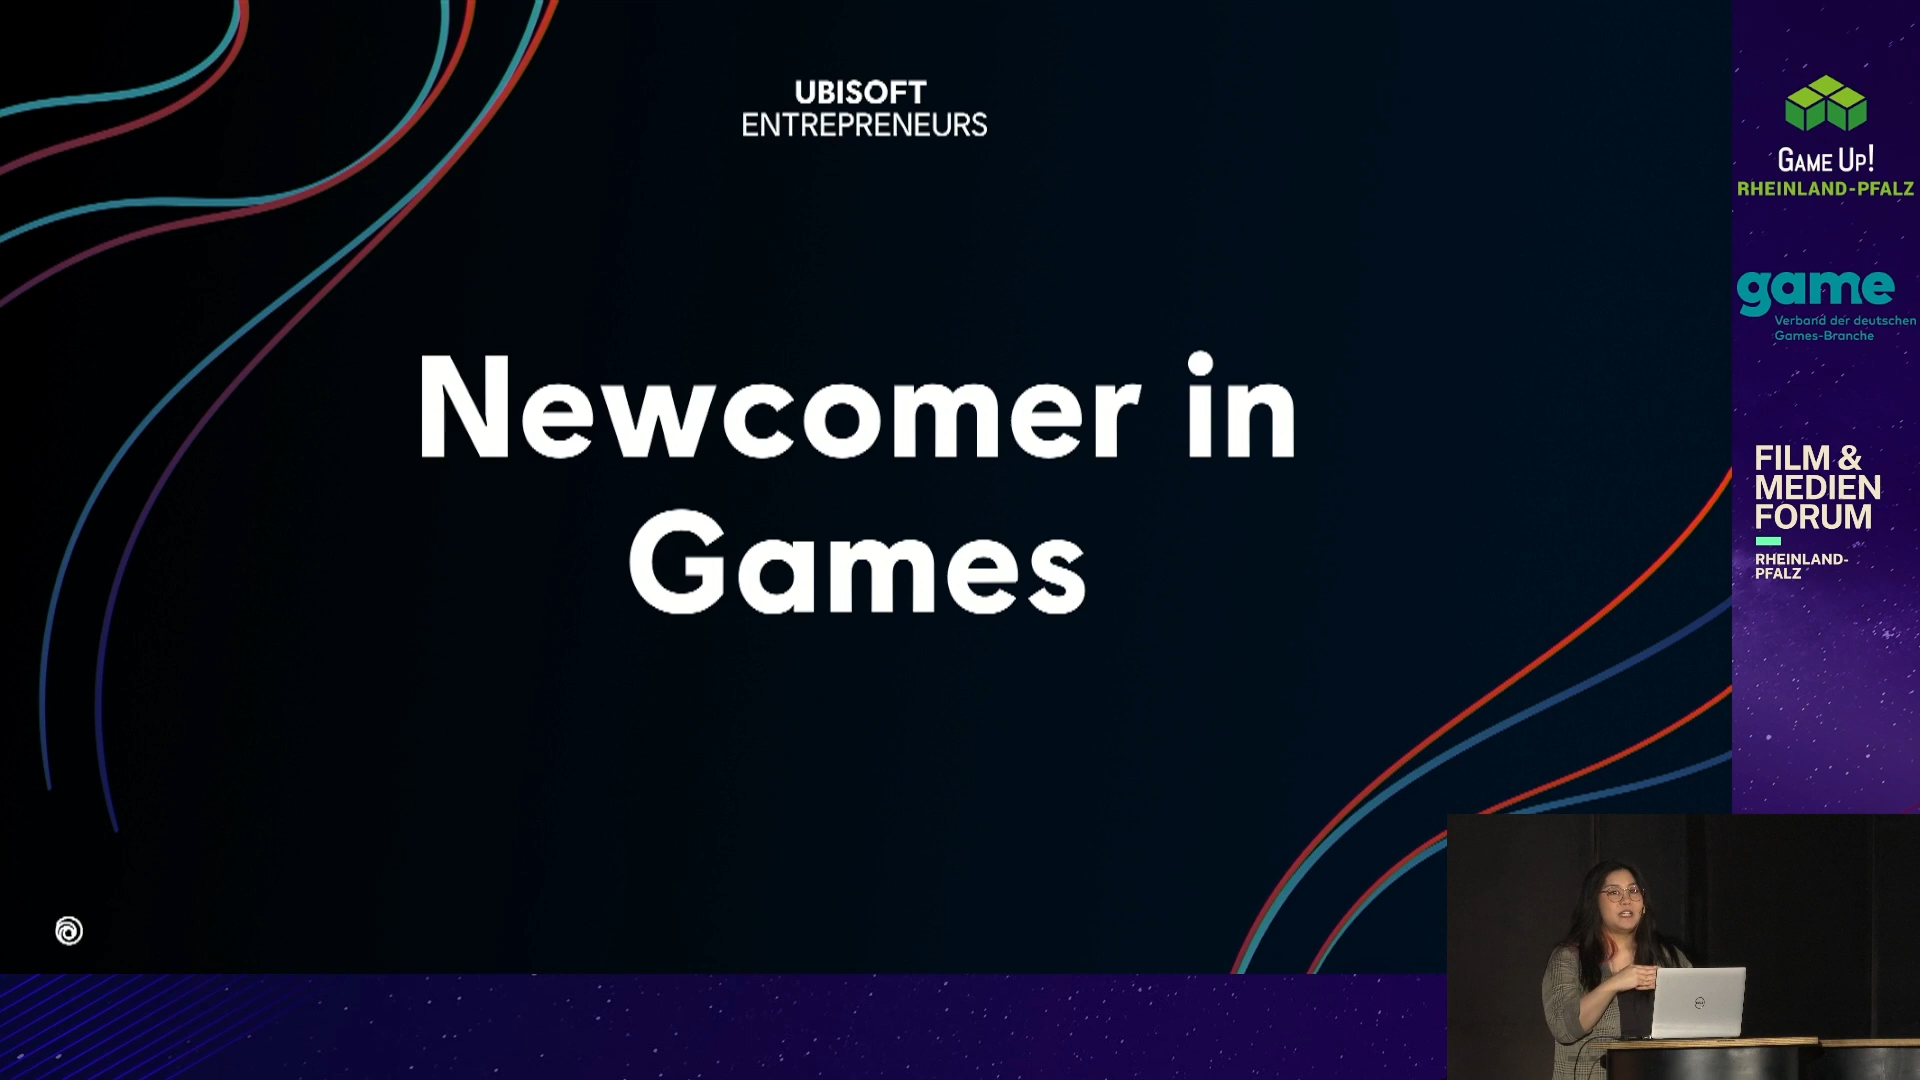 UBISOFT
ENTREPRENEURS
Newcomer in
Games
GAME UP!
RHEINLAND-PFALZ
game
Verband der deutschen
Games-Branche
FILM &
MEDIEN
FORUM
RHEINLAND-
PFALZ